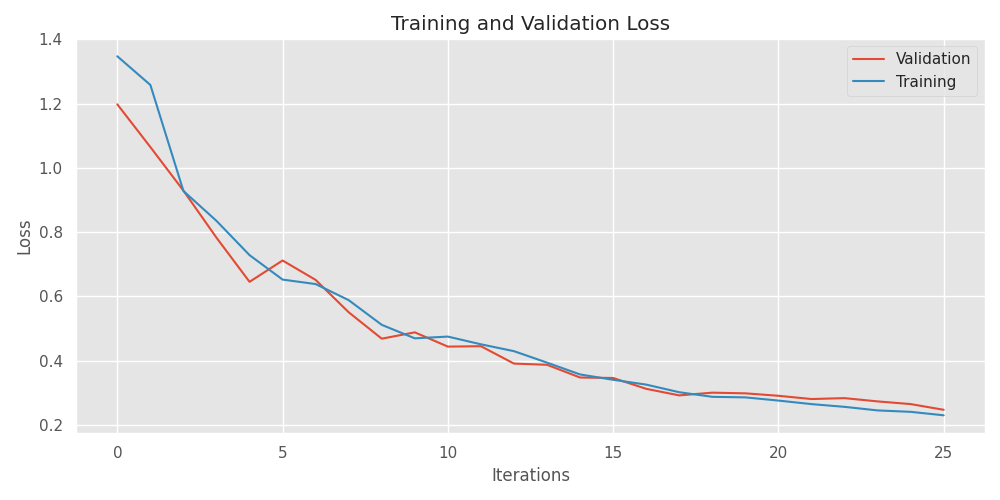 Training and Validation Loss
1.4
1.2
1.0
0.8
0.6
0.4
0.2
Loss
Validation
Training
0 5 10 15 20 25
Iterations